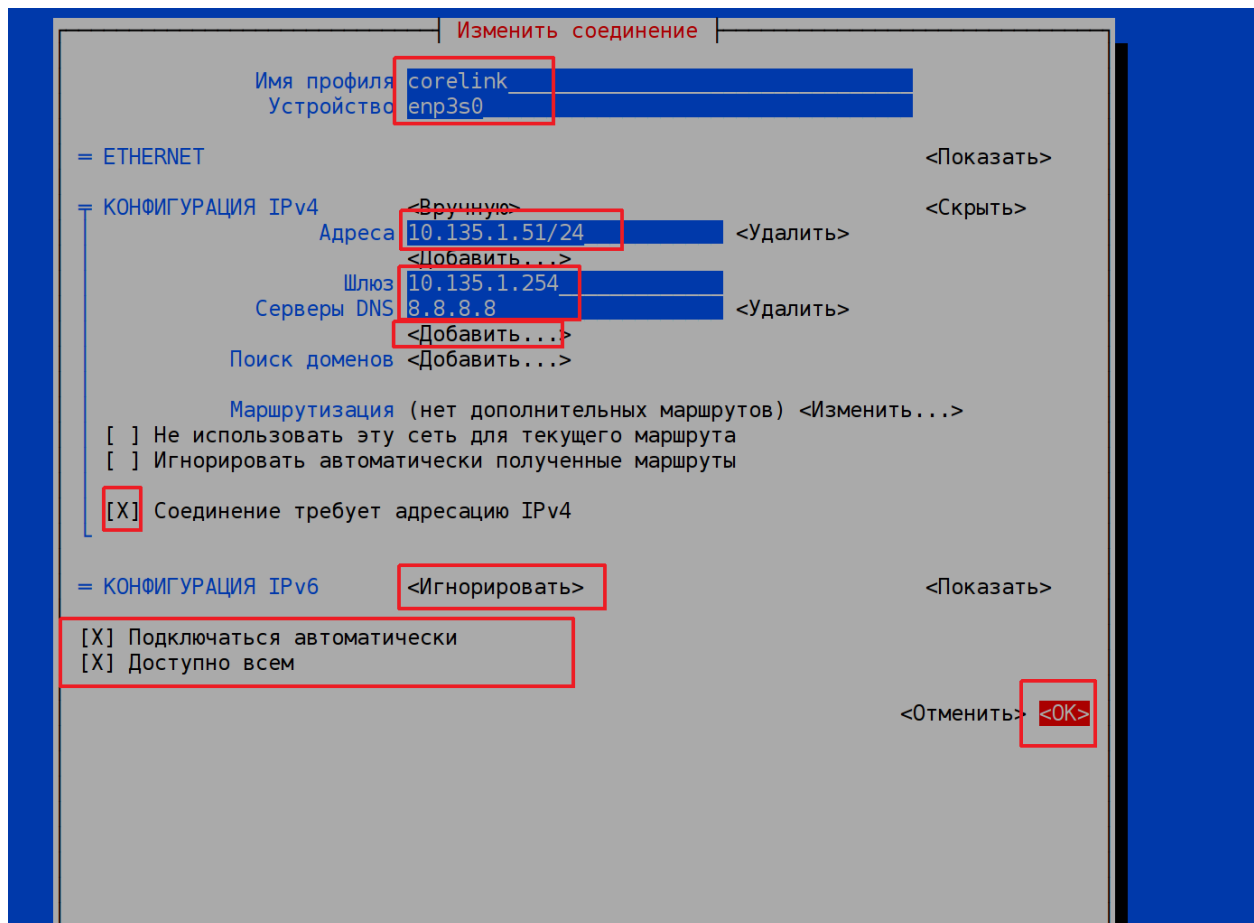 Изменить соединение
Имя профиля corelink
Устройство enp3s0
= ETHERNET <Показать>
КОНФИГУРАЦИЯ IPv4 <Вручную> <Скрыть>
Адреса 10.135.1.51/24 <Удалить>
<Добавить...>
Шлюз 10.135.1.254
Серверы DNS 8.8.8.8 <Удалить>
<Добавить...>
Поиск доменов <Добавить...>
Маршрутизация (нет дополнительных маршрутов) <Изменить...>
[ ] Не использовать эту сеть для текущего маршрута
[ ] Игнорировать автоматически полученные маршруты
[X] Соединение требует адресацию IPv4
= КОНФИГУРАЦИЯ IPv6 <Игнорировать> <Показать>
[X] Подключаться автоматически
[X] Доступно всем
<Отменить> <OK>